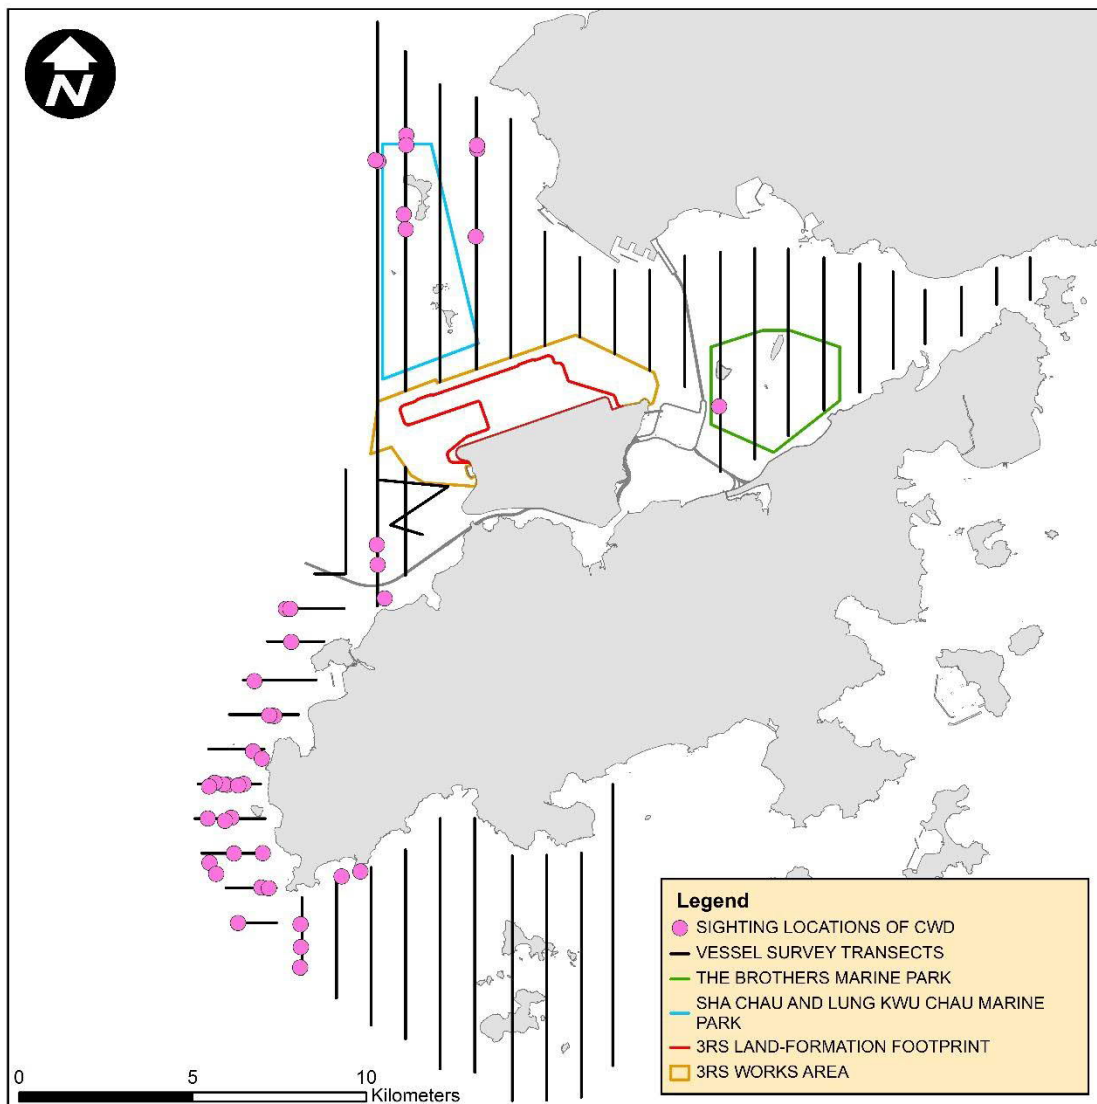 N
Legend
SIGHTING LOCATIONS OF CWD
VESSEL SURVEY TRANSECTS
THE BROTHERS MARINE PARK
SHA CHAU AND LUNG KWU CHAU MARINE
PARK
3RS LAND-FORMATION FOOTPRINT
3RS WORKS AREA
0 5 10
Kilometers